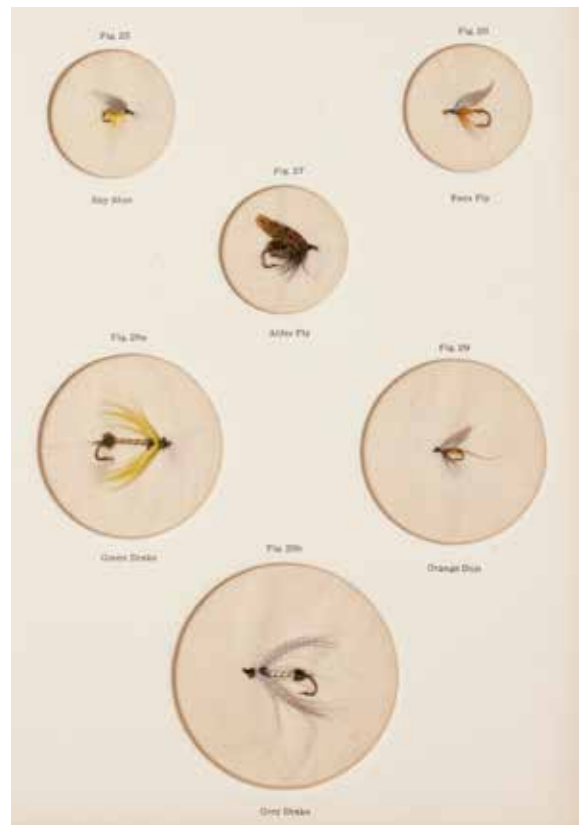 Fig. 25
Fig. 26
Sky Blue
Fern Fly
Fig. 27
Alder Fly
Fig. 28a
Fig. 29
Green Drake
Orange Dun
Fig. 28b
Grey Drake